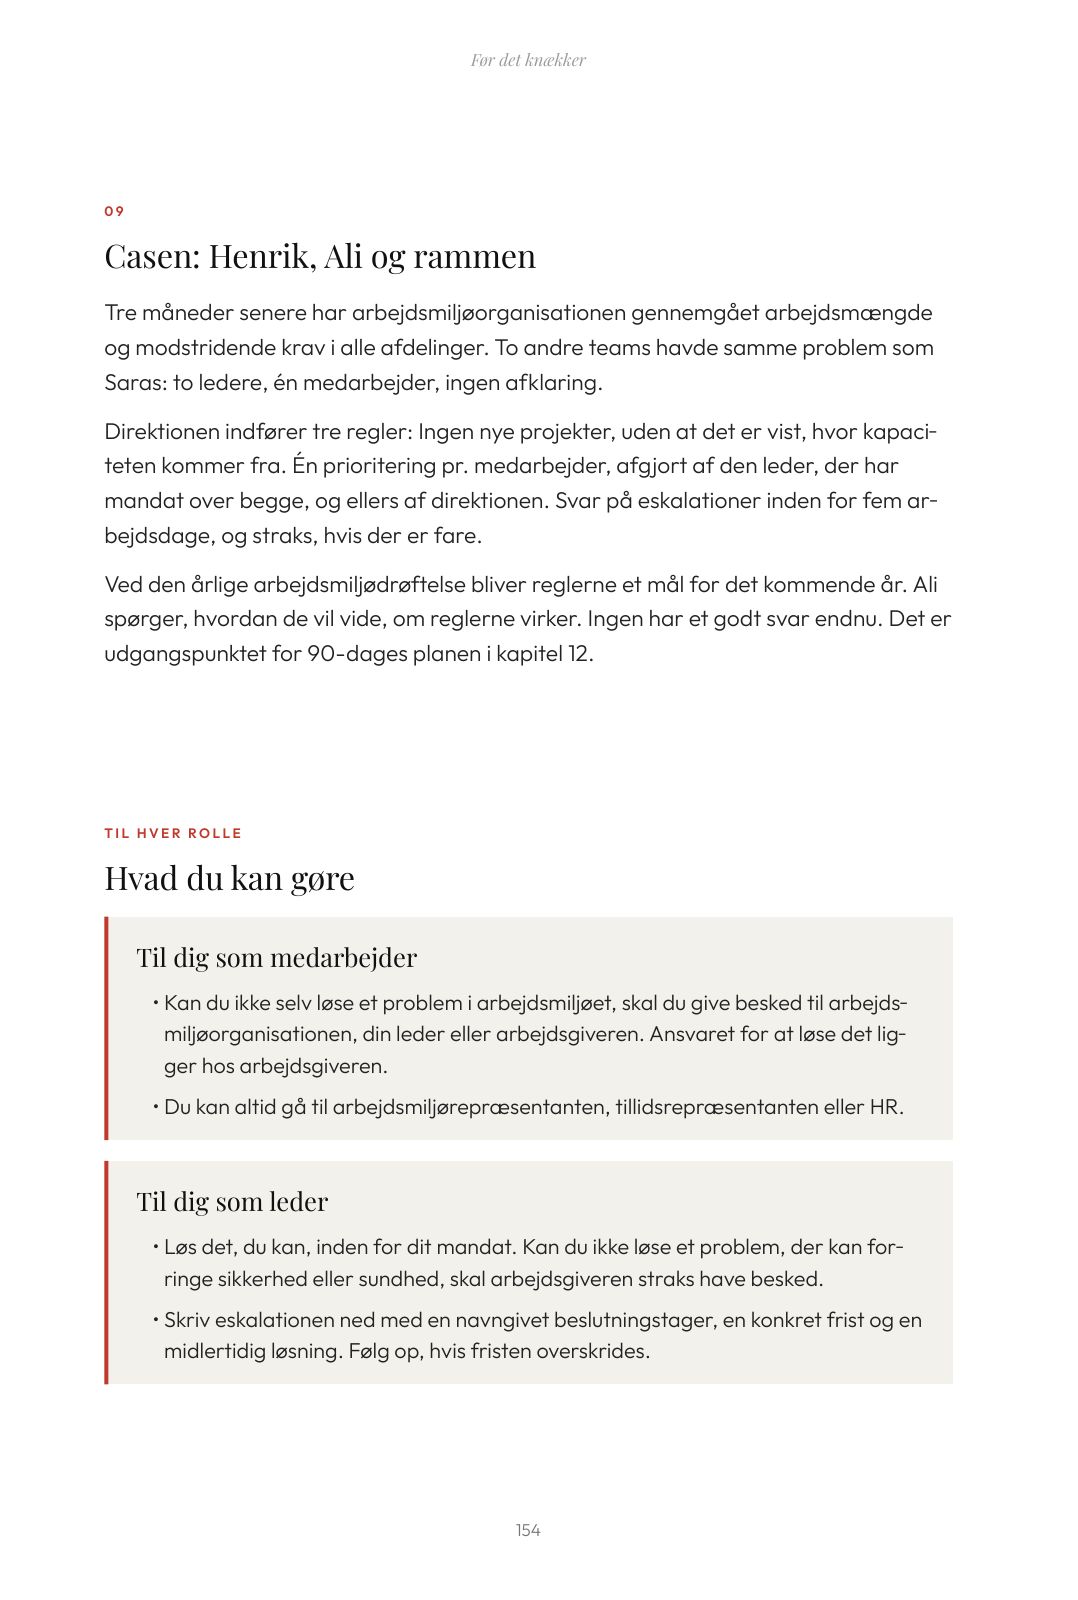 Før det knækker
09
Casen: Henrik, Ali og rammen
Tre måneder senere har arbejdsmiljøorganisationen gennemgået arbejdsmængde
og modstridende krav i alle afdelinger. To andre teams havde samme problem som
Saras: to ledere, én medarbejder, ingen afklaring.
Direktionen indfører tre regler: Ingen nye projekter, uden at det er vist, hvor kapaci-
teten kommer fra. Én prioritering pr. medarbejder, afgjort af den leder, der har
mandat over begge, og ellers af direktionen. Svar på eskalationer inden for fem ar-
bejdsdage, og straks, hvis der er fare.
Ved den årlige arbejdsmiljødrøftelse bliver reglerne et mål for det kommende år. Ali
spørger, hvordan de vil vide, om reglerne virker. Ingen har et godt svar endnu. Det er
udgangspunktet for 90-dages planen i kapitel 12.
TIL HVER ROLLE
Hvad du kan gøre
Til dig som medarbejder
• Kan du ikke selv løse et problem i arbejdsmiljøet, skal du give besked til arbejds-
miljøorganisationen, din leder eller arbejdsgiveren. Ansvaret for at løse det lig-
ger hos arbejdsgiveren.
• Du kan altid gå til arbejdsmiljørepræsentanten, tillidsrepræsentanten eller HR.
Til dig som leder
• Løs det, du kan, inden for dit mandat. Kan du ikke løse et problem, der kan for-
ringe sikkerhed eller sundhed, skal arbejdsgiveren straks have besked.
• Skriv eskalationen ned med en navngivet beslutningstager, en konkret frist og en
midlertidig løsning. Følg op, hvis fristen overskrides.
154